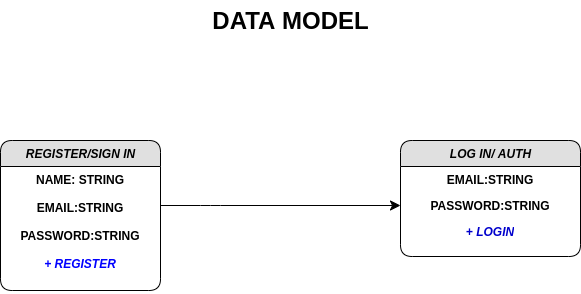 DATA MODEL
REGISTER/SIGN IN
NAME: STRING
EMAIL:STRING
PASSWORD:STRING
+ REGISTER
LOG IN/ AUTH
EMAIL:STRING
PASSWORD:STRING
+ LOGIN